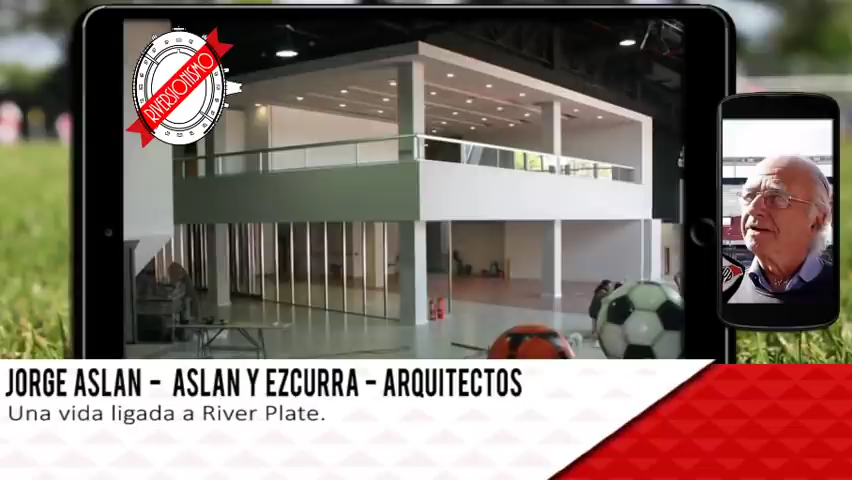 RIVERSIONISMO
JORGE ASLAN - ASLAN Y EZCURRA - ARQUITECTOS
Una vida ligada a River Plate.